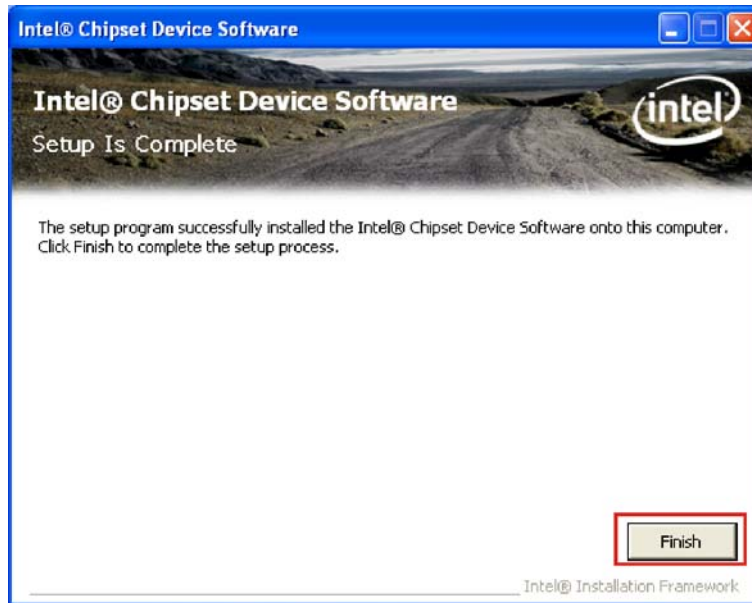 Intel® Chipset Device Software
Intel® Chipset Device Software
intel
Setup Is Complete
The setup program successfully installed the Intel® Chipset Device Software onto this computer.
Click Finish to complete the setup process.
Finish
Intel® Installation Framework